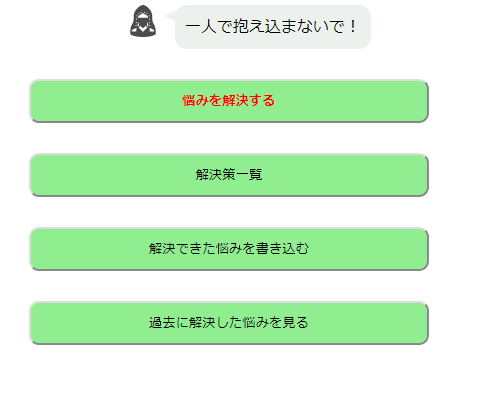 一人で抱え込まないで！
悩みを解決する
解決策一覧
解決できた悩みを書き込む
過去に解決した悩みを見る